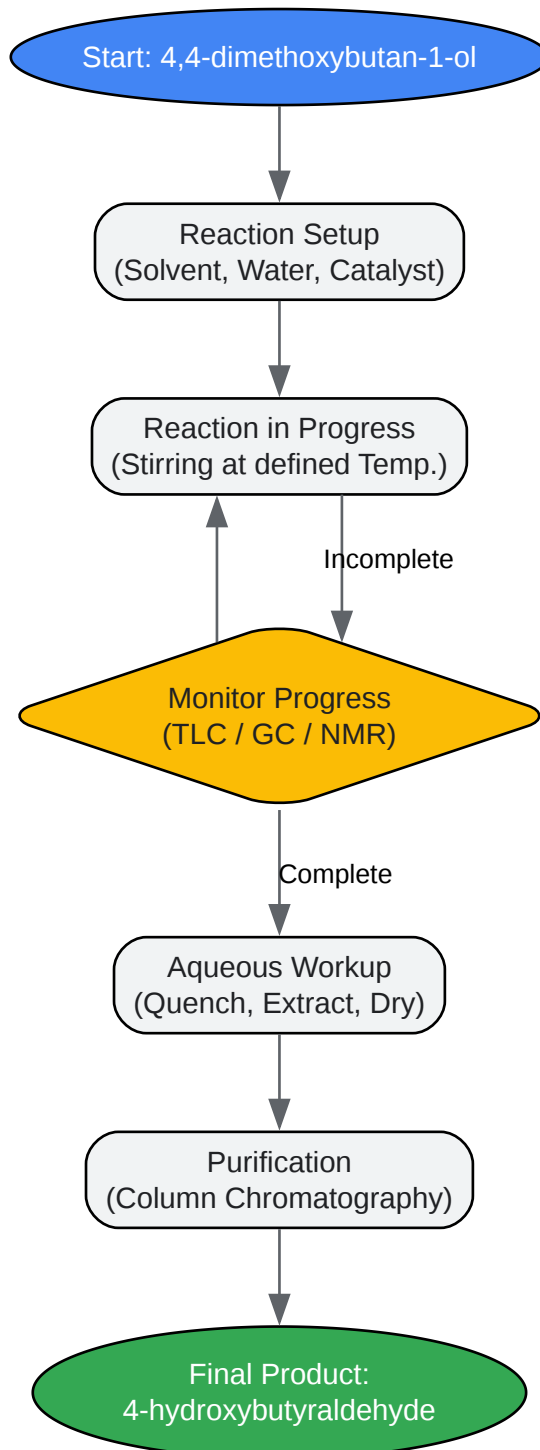 Start: 4,4-dimethoxybutan-1-ol
Reaction Setup
(Solvent, Water, Catalyst)
Reaction in Progress
(Stirring at defined Temp.)
Incomplete
Monitor Progress
(TLC / GC / NMR)
Complete
Aqueous Workup
(Quench, Extract, Dry)
Purification
(Column Chromatography)
Final Product:
4-hydroxybutyraldehyde